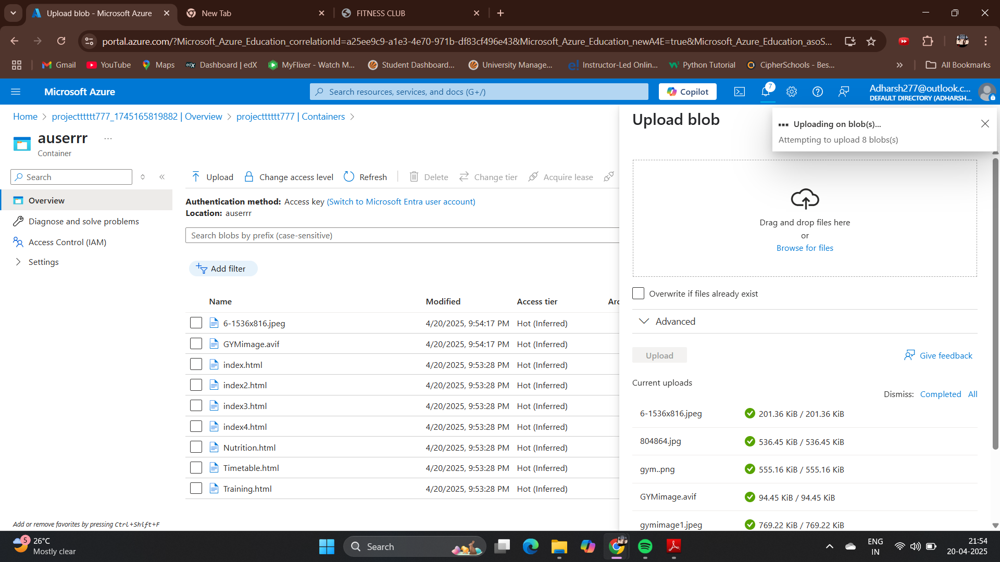 Upload blob - Microsoft Azure
New Tab
FITNESS CLUB
portal.azure.com/?Microsoft_Azure_Education_correlationId=a25ee9c9-a1e3-4e70-971b-df83cf496e43&Microsoft_Azure_Education_newA4E=true&Microsoft_Azure_Education_asoS...
Gmail
YouTube
Maps
edX
Dashboard | edX
MyFlixer - Watch M...
Student Dashboard...
University Manage...
e!
Instructor-Led Onlin...
Python Tutorial
CipherSchools - Bes...
All Bookmarks
Microsoft Azure
Search resources, services, and docs (G+/)
Copilot
7
Adharsh277@outlook.c...
DEFAULT DIRECTORY (ADHARSH...
Home
projectttttt777_1745165819882 | Overview
projectttttt777 | Containers
auserrr
...
Container
Search
Overview
Diagnose and solve problems
Access Control (IAM)
Settings
Add or remove favorites by pressing Ctrl+Shift+F
Upload
Change access level
Refresh
Delete
Change tier
Acquire lease
Authentication method: Access key (Switch to Microsoft Entra user account)
Location: auserrr
Search blobs by prefix (case-sensitive)
Add filter
Name Modified Access tier Arc
6-1536x816.jpeg 4/20/2025, 9:54:17 PM Hot (Inferred)
GYMimage.avif 4/20/2025, 9:54:17 PM Hot (Inferred)
index.html 4/20/2025, 9:53:28 PM Hot (Inferred)
index2.html 4/20/2025, 9:53:28 PM Hot (Inferred)
index3.html 4/20/2025, 9:53:28 PM Hot (Inferred)
index4.html 4/20/2025, 9:53:28 PM Hot (Inferred)
Nutrition.html 4/20/2025, 9:53:28 PM Hot (Inferred)
Timetable.html 4/20/2025, 9:53:28 PM Hot (Inferred)
Training.html 4/20/2025, 9:53:28 PM Hot (Inferred)
Upload blob
Uploading on blob(s)...
Attempting to upload 8 blobs(s)
Drag and drop files here
or
Browse for files
Overwrite if files already exist
Advanced
Upload
Give feedback
Current uploads
Dismiss: Completed All
6-1536x816.jpeg 201.36 KiB / 201.36 KiB
804864.jpg 536.45 KiB / 536.45 KiB
gym..png 555.16 KiB / 555.16 KiB
GYMimage.avif 94.45 KiB / 94.45 KiB
gymimage1.jpeg 769.22 KiB / 769.22 KiB
5
26°C
Mostly clear
Search
ENG
IN
21:54
20-04-2025